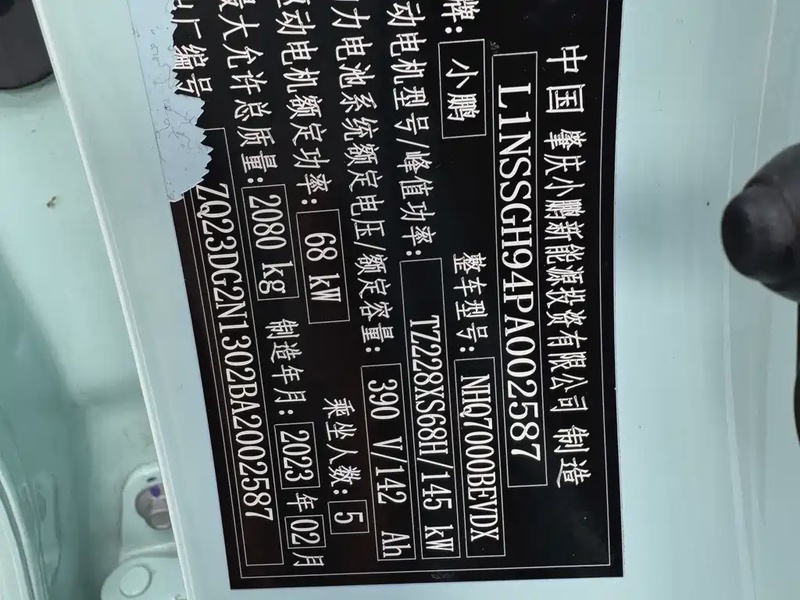 中国 肇庆小鹏新能源投资有限公司 制造
L1NSSGH94PA002587
牌: 小鹏 整车型号: NHQ7000BEVDX
动电机型号/峰值功率: TZ228XS68H/145 kW
力电池系统额定电压/额定容量: 390 V/142 Ah
驱动电机额定功率: 68 kW 乘坐人数: 5
最大允许总质量: 2080 kg 制造年月: 2023 年 02 月
出厂编号 ZQ23DG2N1302BA2002587